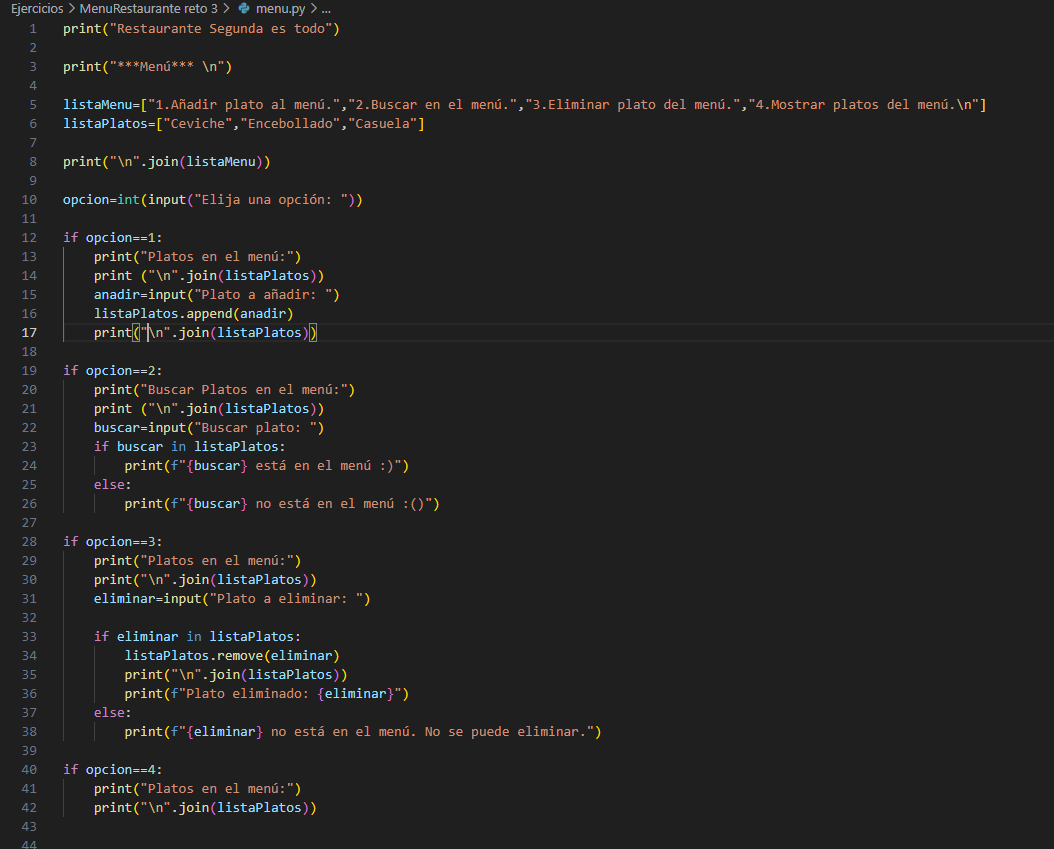 Ejercicios > MenuRestaurante reto 3 > menu.py > ...
1 print("Restaurante Segunda es todo")
2
3 print("***Menú*** \n")
4
5 listaMenu=["1.Añadir plato al menú.","2.Buscar en el menú.","3.Eliminar plato del menú.","4.Mostrar platos del menú.\n"]
6 listaPlatos=["Ceviche","Encebollado","Casuela"]
7
8 print("\n".join(listaMenu))
9
10 opcion=int(input("Elija una opción: "))
11
12 if opcion==1:
13     print("Platos en el menú:")
14     print ("\n".join(listaPlatos))
15     anadir=input("Plato a añadir: ")
16     listaPlatos.append(anadir)
17     print("\n".join(listaPlatos))
18
19 if opcion==2:
20     print("Buscar Platos en el menú:")
21     print ("\n".join(listaPlatos))
22     buscar=input("Buscar plato: ")
23     if buscar in listaPlatos:
24         print(f"{buscar} está en el menú :)")
25     else:
26         print(f"{buscar} no está en el menú :()")
27
28 if opcion==3:
29     print("Platos en el menú:")
30     print("\n".join(listaPlatos))
31     eliminar=input("Plato a eliminar: ")
32
33     if eliminar in listaPlatos:
34         listaPlatos.remove(eliminar)
35         print("\n".join(listaPlatos))
36         print(f"Plato eliminado: {eliminar}")
37     else:
38         print(f"{eliminar} no está en el menú. No se puede eliminar.")
39
40 if opcion==4:
41     print("Platos en el menú:")
42     print("\n".join(listaPlatos))
43
44